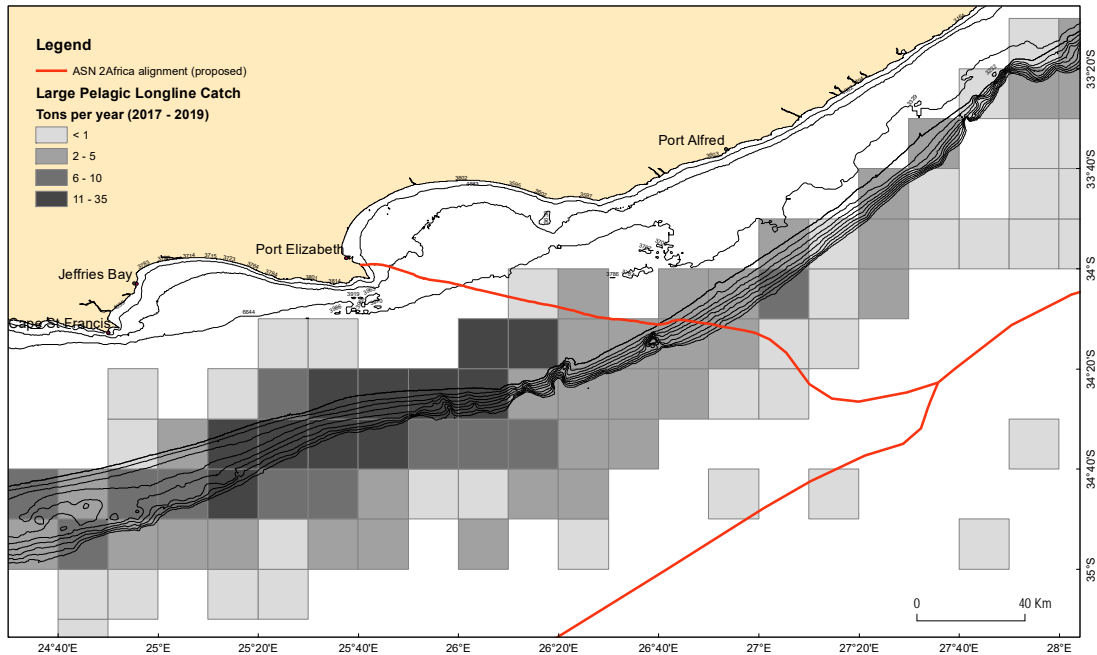 Legend
ASN 2Africa alignment (proposed)
Large Pelagic Longline Catch
Tons per year (2017 - 2019)
< 1
2 - 5
6 - 10
11 - 35
Port Alfred
Port Elizabeth
Jeffries Bay
Cape St Francis
3802
6644
33°20'S
33°40'S
34°S
34°20'S
34°40'S
35°S
0 40 Km
24°40'E 25°E 25°20'E 25°40'E 26°E 26°20'E 26°40'E 27°E 27°20'E 27°40'E 28°E